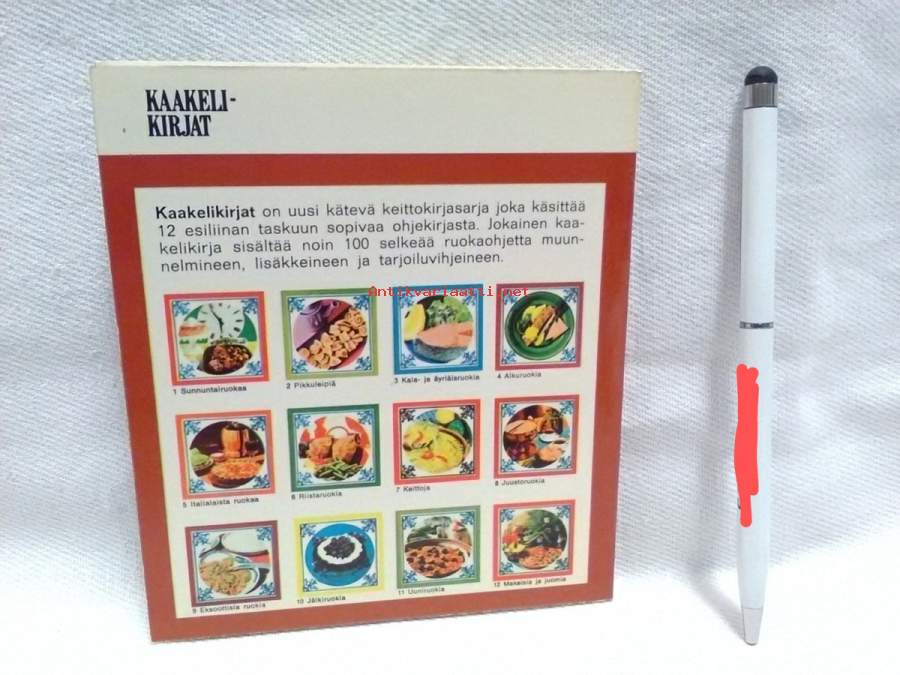 KAAKELI-
KIRJAT
Kaakelikirjat on uusi kätevä keittokirjasarja joka käsittää
12 esiliinan taskuun sopivaa ohjekirjasta. Jokainen kaa-
kelikirja sisältää noin 100 selkeää ruokaohjetta muun-
nelmineen, lisäkkeineen ja tarjoiluvihjeineen.
Antikvariaatti.net
1 Sunnuntairuokaa
2 Pikkuleipiä
3 Kala- ja äyriäisruokia
4 Alkuruokia
5 Italialaista ruokaa
6 Riistaruokia
7 Keittoja
8 Juustoruokia
9 Eksoottisia ruokia
10 Jälkiruokia
11 Uuniruokia
12 Makeisia ja juomia